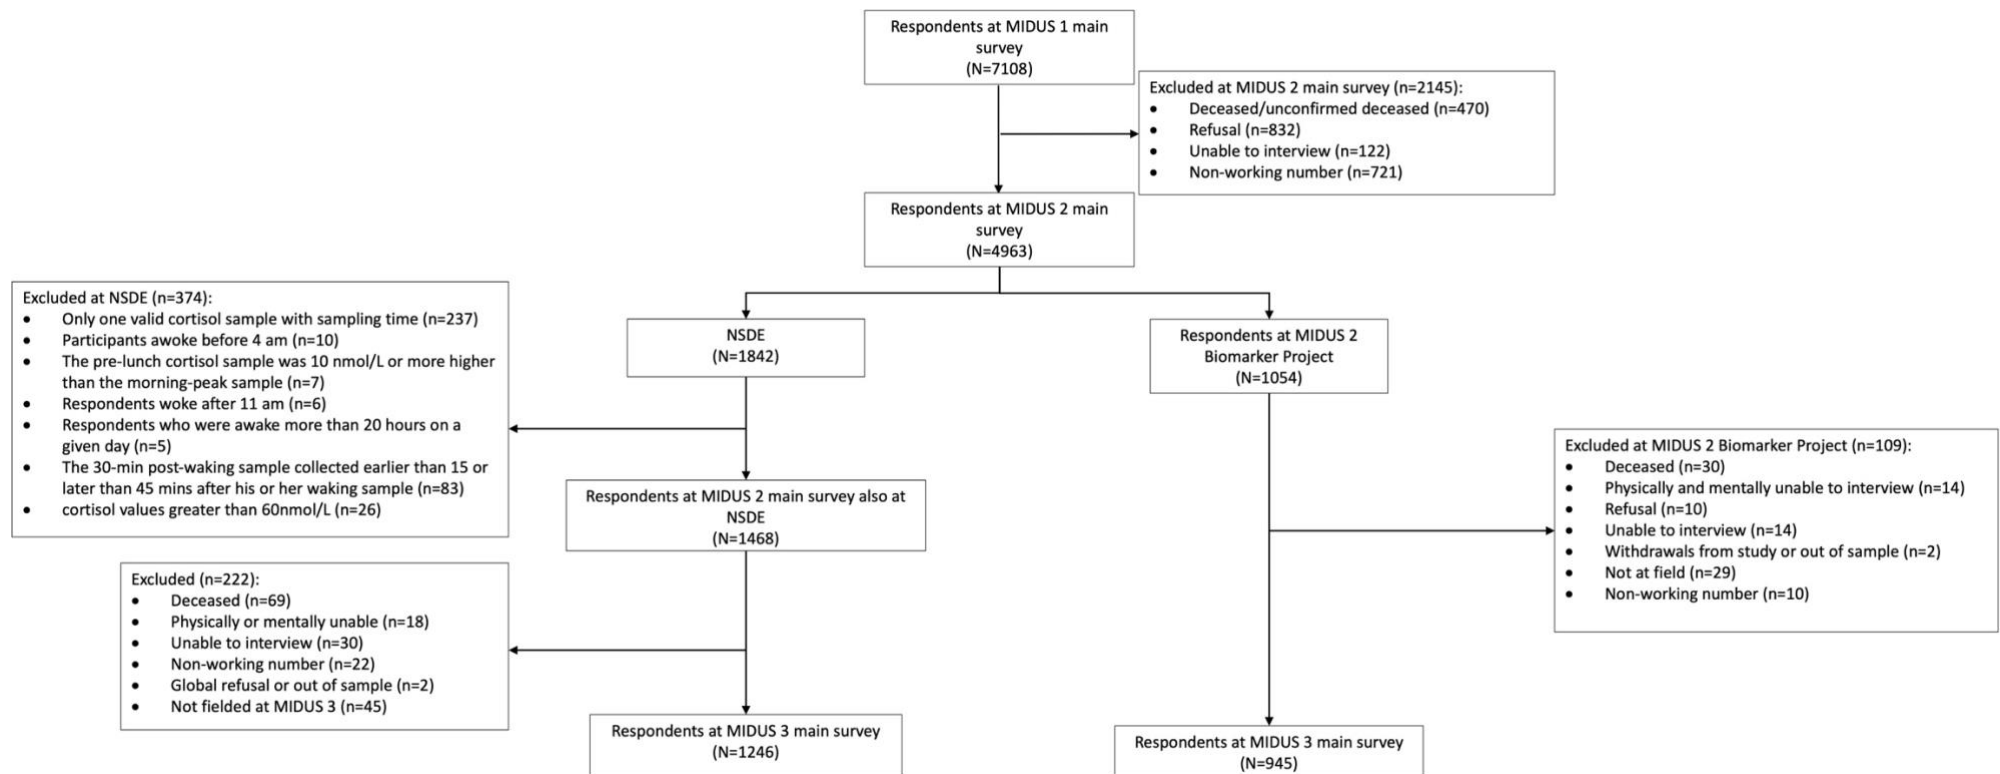 Respondents at MIDUS 1 main
survey
(N=7108)
Excluded at MIDUS 2 main survey (n=2145):
• Deceased/unconfirmed deceased (n=470)
• Refusal (n=832)
• Unable to interview (n=122)
• Non-working number (n=721)
Respondents at MIDUS 2 main
survey
(N=4963)
Excluded at NSDE (n=374):
• Only one valid cortisol sample with sampling time (n=237)
• Participants awoke before 4 am (n=10)
• The pre-lunch cortisol sample was 10 nmol/L or more higher
than the morning-peak sample (n=7)
• Respondents woke after 11 am (n=6)
• Respondents who were awake more than 20 hours on a
given day (n=5)
• The 30-min post-waking sample collected earlier than 15 or
later than 45 mins after his or her waking sample (n=83)
• cortisol values greater than 60nmol/L (n=26)
NSDE
(N=1842)
Respondents at MIDUS 2
Biomarker Project
(N=1054)
Excluded at MIDUS 2 Biomarker Project (n=109):
• Deceased (n=30)
• Physically and mentally unable to interview (n=14)
• Refusal (n=10)
• Unable to interview (n=14)
• Withdrawals from study or out of sample (n=2)
• Not at field (n=29)
• Non-working number (n=10)
Respondents at MIDUS 2 main survey also at
NSDE
(N=1468)
Excluded (n=222):
• Deceased (n=69)
• Physically or mentally unable (n=18)
• Unable to interview (n=30)
• Non-working number (n=22)
• Global refusal or out of sample (n=2)
• Not fielded at MIDUS 3 (n=45)
Respondents at MIDUS 3 main survey
(N=1246)
Respondents at MIDUS 3 main survey
(N=945)